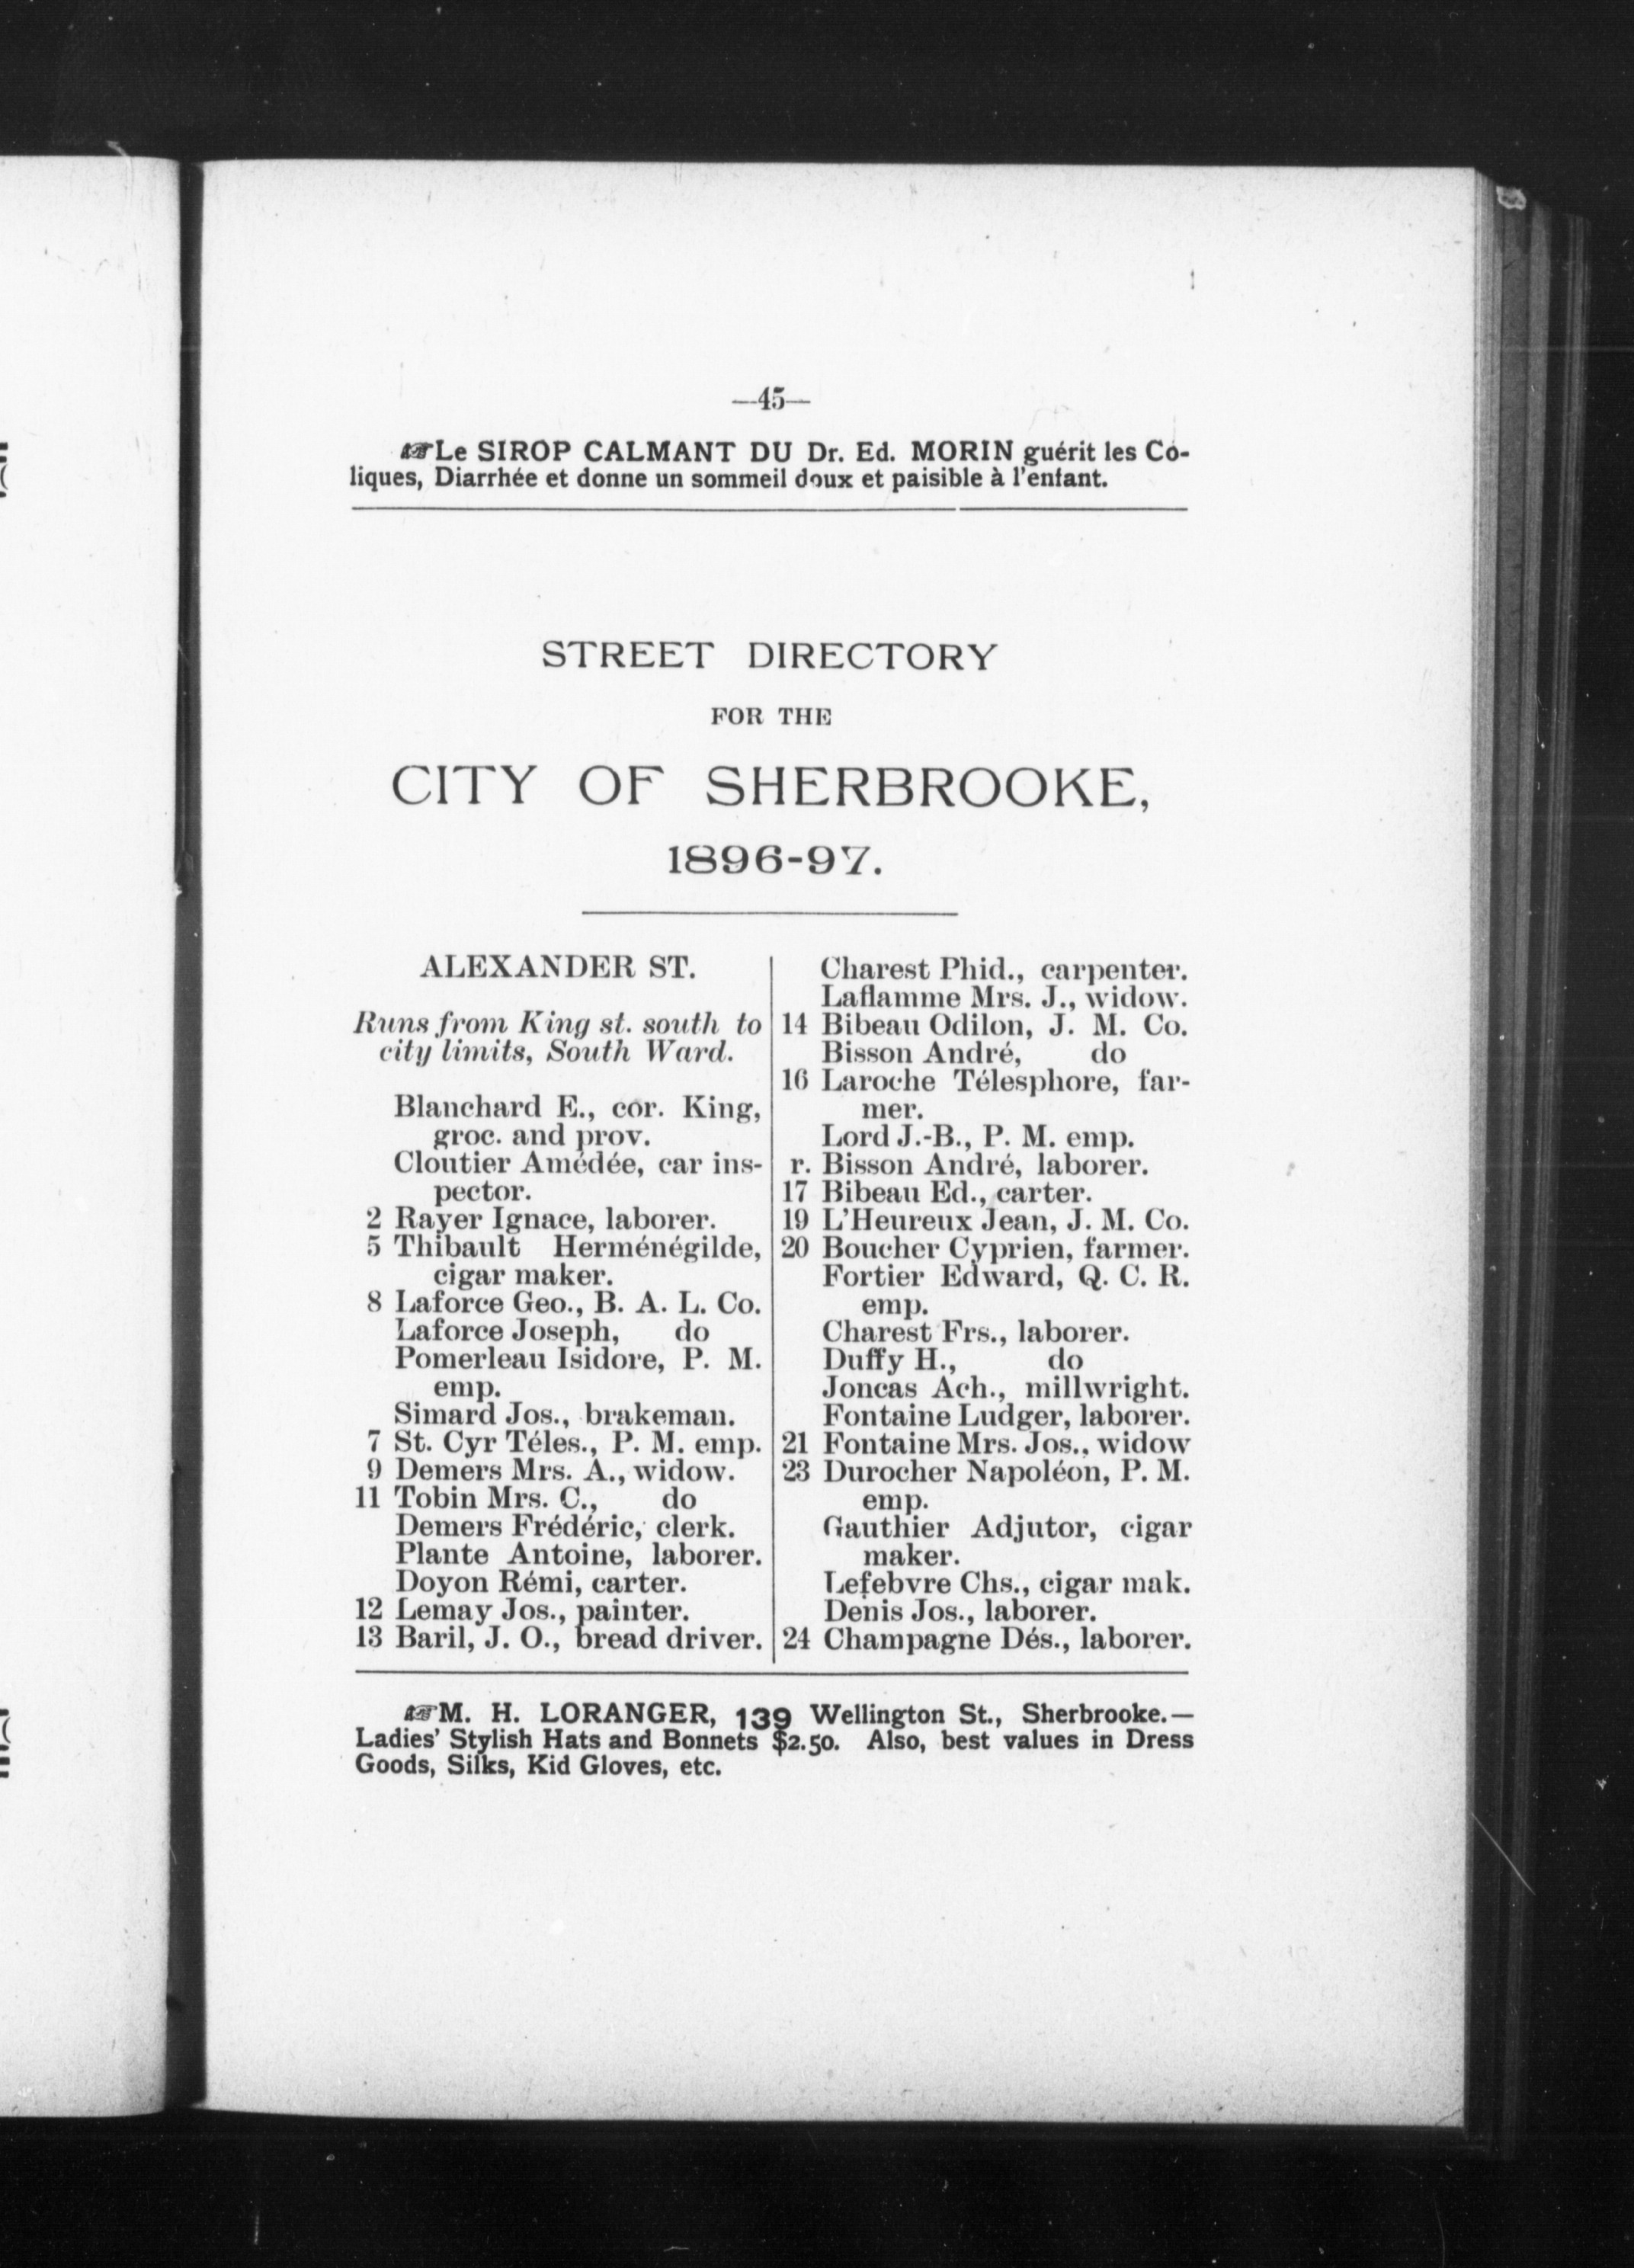 —45—
☞Le SIROP CALMANT DU Dr. Ed. MORIN guérit les Co-
liques, Diarrhée et donne un sommeil doux et paisible à l'enfant.
STREET DIRECTORY
FOR THE
CITY OF SHERBROOKE,
1896-97.
ALEXANDER ST.
Runs from King st. south to
city limits, South Ward.
Blanchard E., cor. King,
groc. and prov.
Cloutier Amédée, car ins-
pector.
2 Rayer Ignace, laborer.
5 Thibault Herménégilde,
cigar maker.
8 Laforce Geo., B. A. L. Co.
Laforce Joseph, do
Pomerleau Isidore, P. M.
emp.
Simard Jos., brakeman.
7 St. Cyr Téles., P. M. emp.
9 Demers Mrs. A., widow.
11 Tobin Mrs. C., do
Demers Frédéric, clerk.
Plante Antoine, laborer.
Doyon Rémi, carter.
12 Lemay Jos., painter.
13 Baril, J. O., bread driver.
Charest Phid., carpenter.
Laflamme Mrs. J., widow.
14 Bibeau Odilon, J. M. Co.
Bisson André, do
16 Laroche Télesphore, far-
mer.
Lord J.-B., P. M. emp.
r. Bisson André, laborer.
17 Bibeau Ed., carter.
19 L'Heureux Jean, J. M. Co.
20 Boucher Cyprien, farmer.
Fortier Edward, Q. C. R.
emp.
Charest Frs., laborer.
Duffy H., do
Joncas Ach., millwright.
Fontaine Ludger, laborer.
21 Fontaine Mrs. Jos., widow
23 Durocher Napoléon, P. M.
emp.
Gauthier Adjutor, cigar
maker.
Lefebvre Chs., cigar mak.
Denis Jos., laborer.
24 Champagne Dés., laborer.
☞M. H. LORANGER, 139 Wellington St., Sherbrooke.—
Ladies' Stylish Hats and Bonnets $2.50. Also, best values in Dress
Goods, Silks, Kid Gloves, etc.